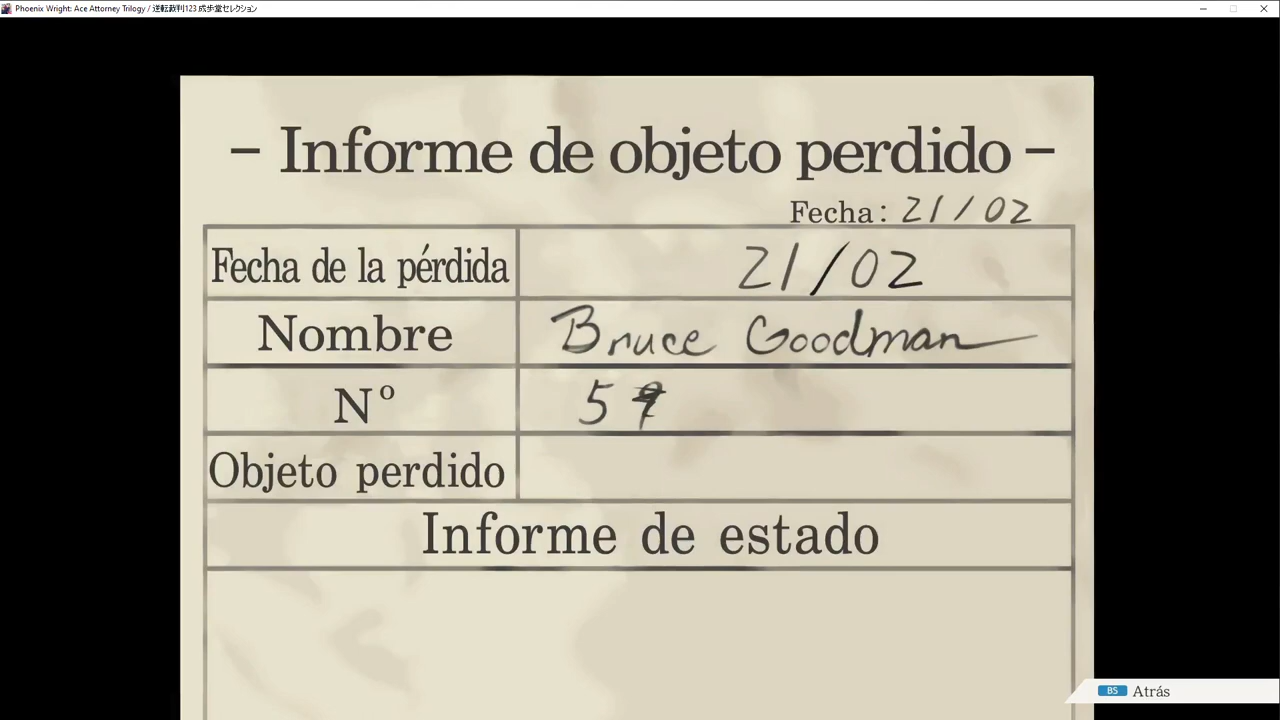 Phoenix Wright: Ace Attorney Trilogy / 逆転裁判123 成歩堂セレクション
- Informe de objeto perdido -
Fecha: 21/02
Fecha de la pérdida 21/02
Nombre Bruce Goodman
Nº
Objeto perdido
Informe de estado
BS Atrás